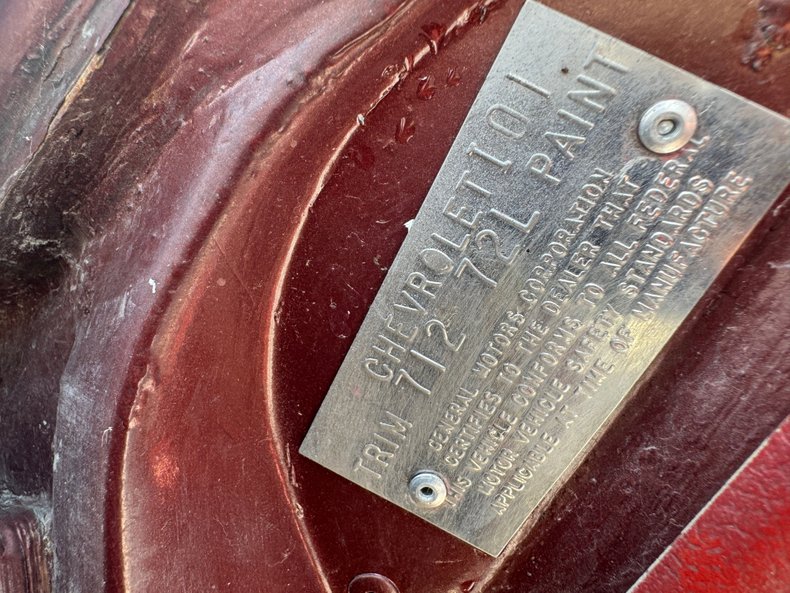 CHEVROLET 101
TRIM 712 72L PAINT
GENERAL MOTORS CORPORATION
CERTIFIES TO THE DEALER THAT
THIS VEHICLE CONFORMS TO ALL FEDERAL
MOTOR VEHICLE SAFETY STANDARDS
APPLICABLE AT TIME OF MANUFACTURE